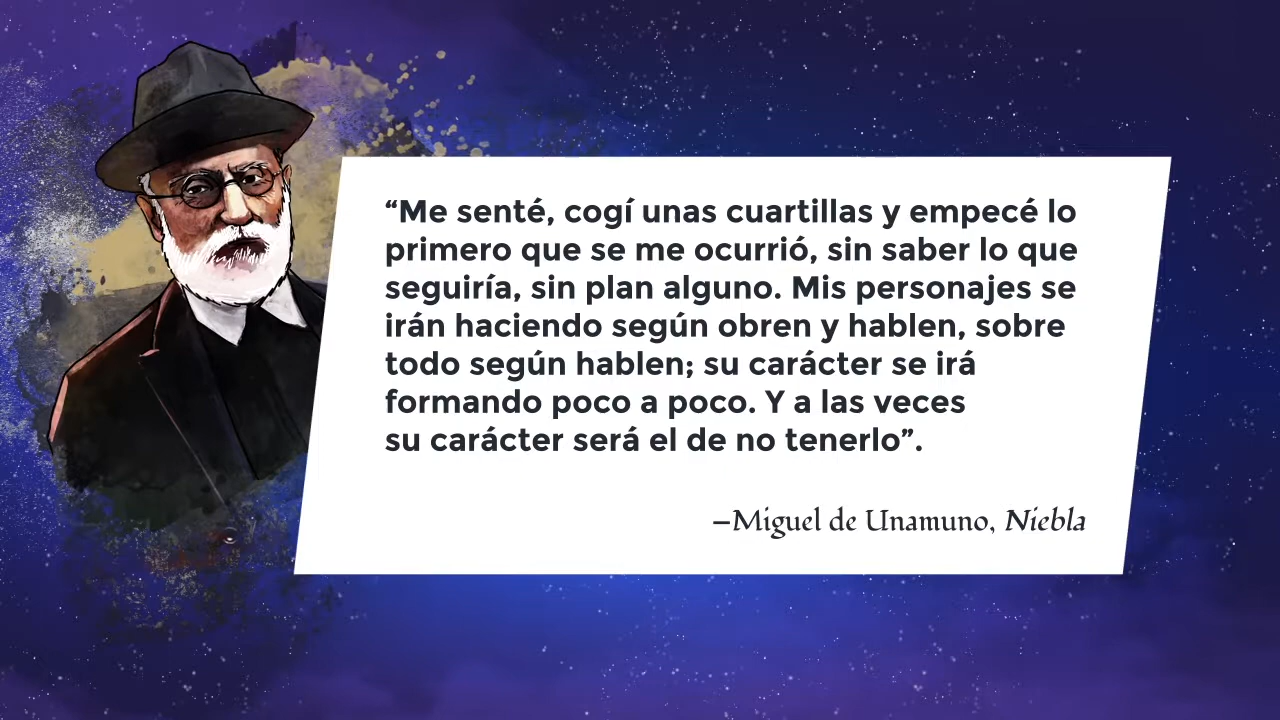 “Me senté, cogí unas cuartillas y empecé lo
primero que se me ocurrió, sin saber lo que
seguiría, sin plan alguno. Mis personajes se
irán haciendo según obren y hablen, sobre
todo según hablen; su carácter se irá
formando poco a poco. Y a las veces
su carácter será el de no tenerlo”.
–Miguel de Unamuno, Niebla